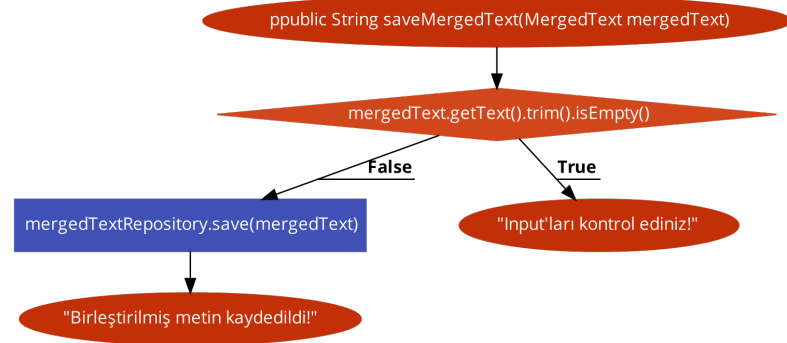 ppublic String saveMergedText(MergedText mergedText)
mergedText.getText().trim().isEmpty()
False
True
mergedTextRepository.save(mergedText)
"Input'ları kontrol ediniz!"
"Birleştirilmiş metin kaydedildi!"